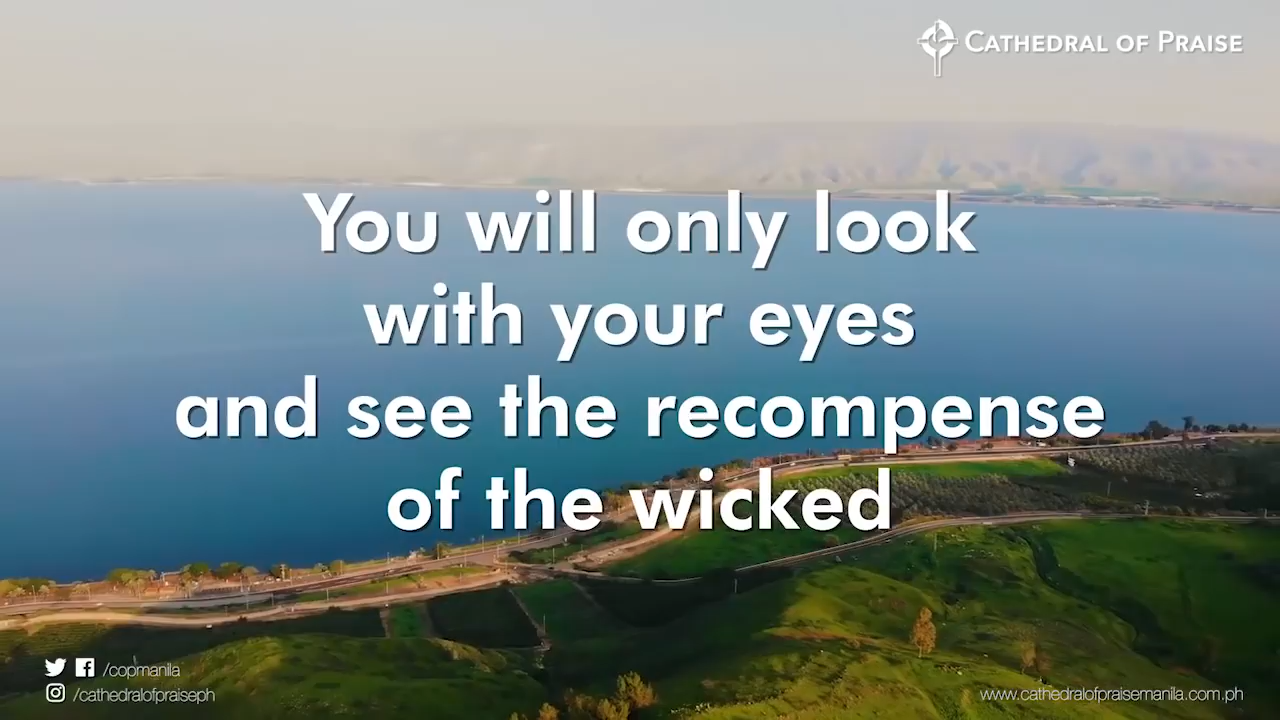 CATHEDRAL OF PRAISE
You will only look
with your eyes
and see the recompense
of the wicked
/copmanila
/cathedralofpraiseph
www.cathedralofpraisemanila.com.ph